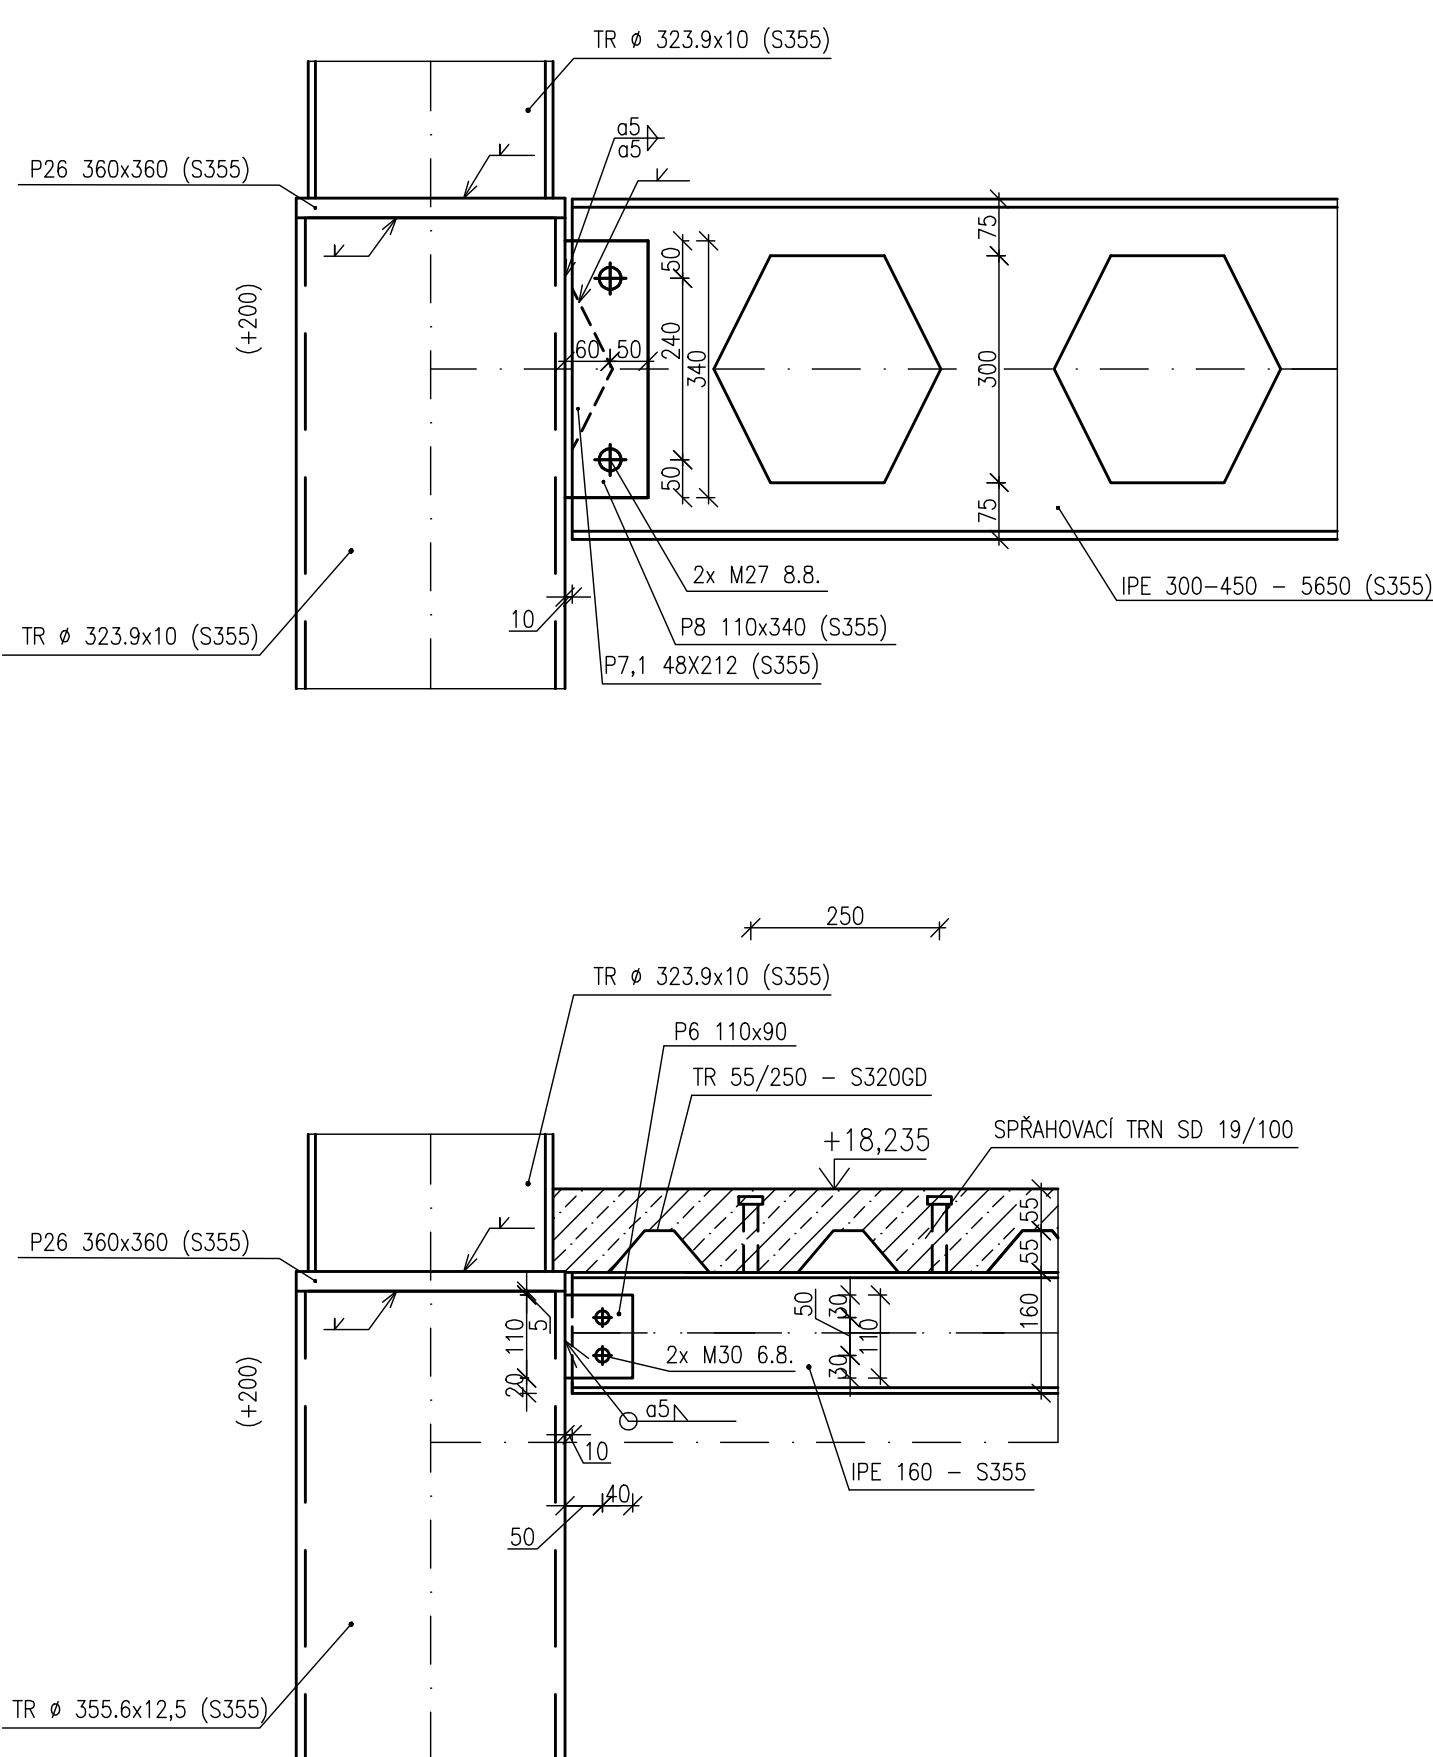 TR ø 323.9x10 (S355)
a5
a5
P26 360x360 (S355)
(+200)
75
50
60
50
240
340
300
50
75
2x M27 8.8.
IPE 300-450 - 5650 (S355)
10
P8 110x340 (S355)
TR ø 323.9x10 (S355)
P7,1 48X212 (S355)
250
TR ø 323.9x10 (S355)
P6 110x90
TR 55/250 - S320GD
SPŘAHOVACÍ TRN SD 19/100
+18,235
55
P26 360x360 (S355)
55
50
30
160
5
110
110
2x M30 6.8.
30
20
(+200)
a5
10
IPE 160 - S355
40
50
TR ø 355.6x12,5 (S355)